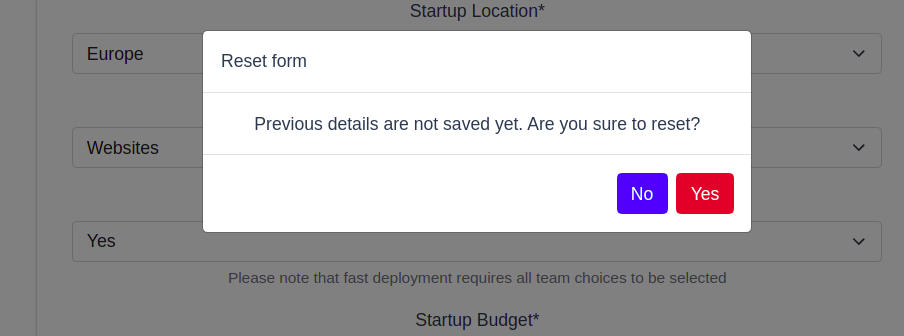 Startup Location*
Europe
Reset form
Previous details are not saved yet. Are you sure to reset?
Websites
No
Yes
Yes
Please note that fast deployment requires all team choices to be selected
Startup Budget*